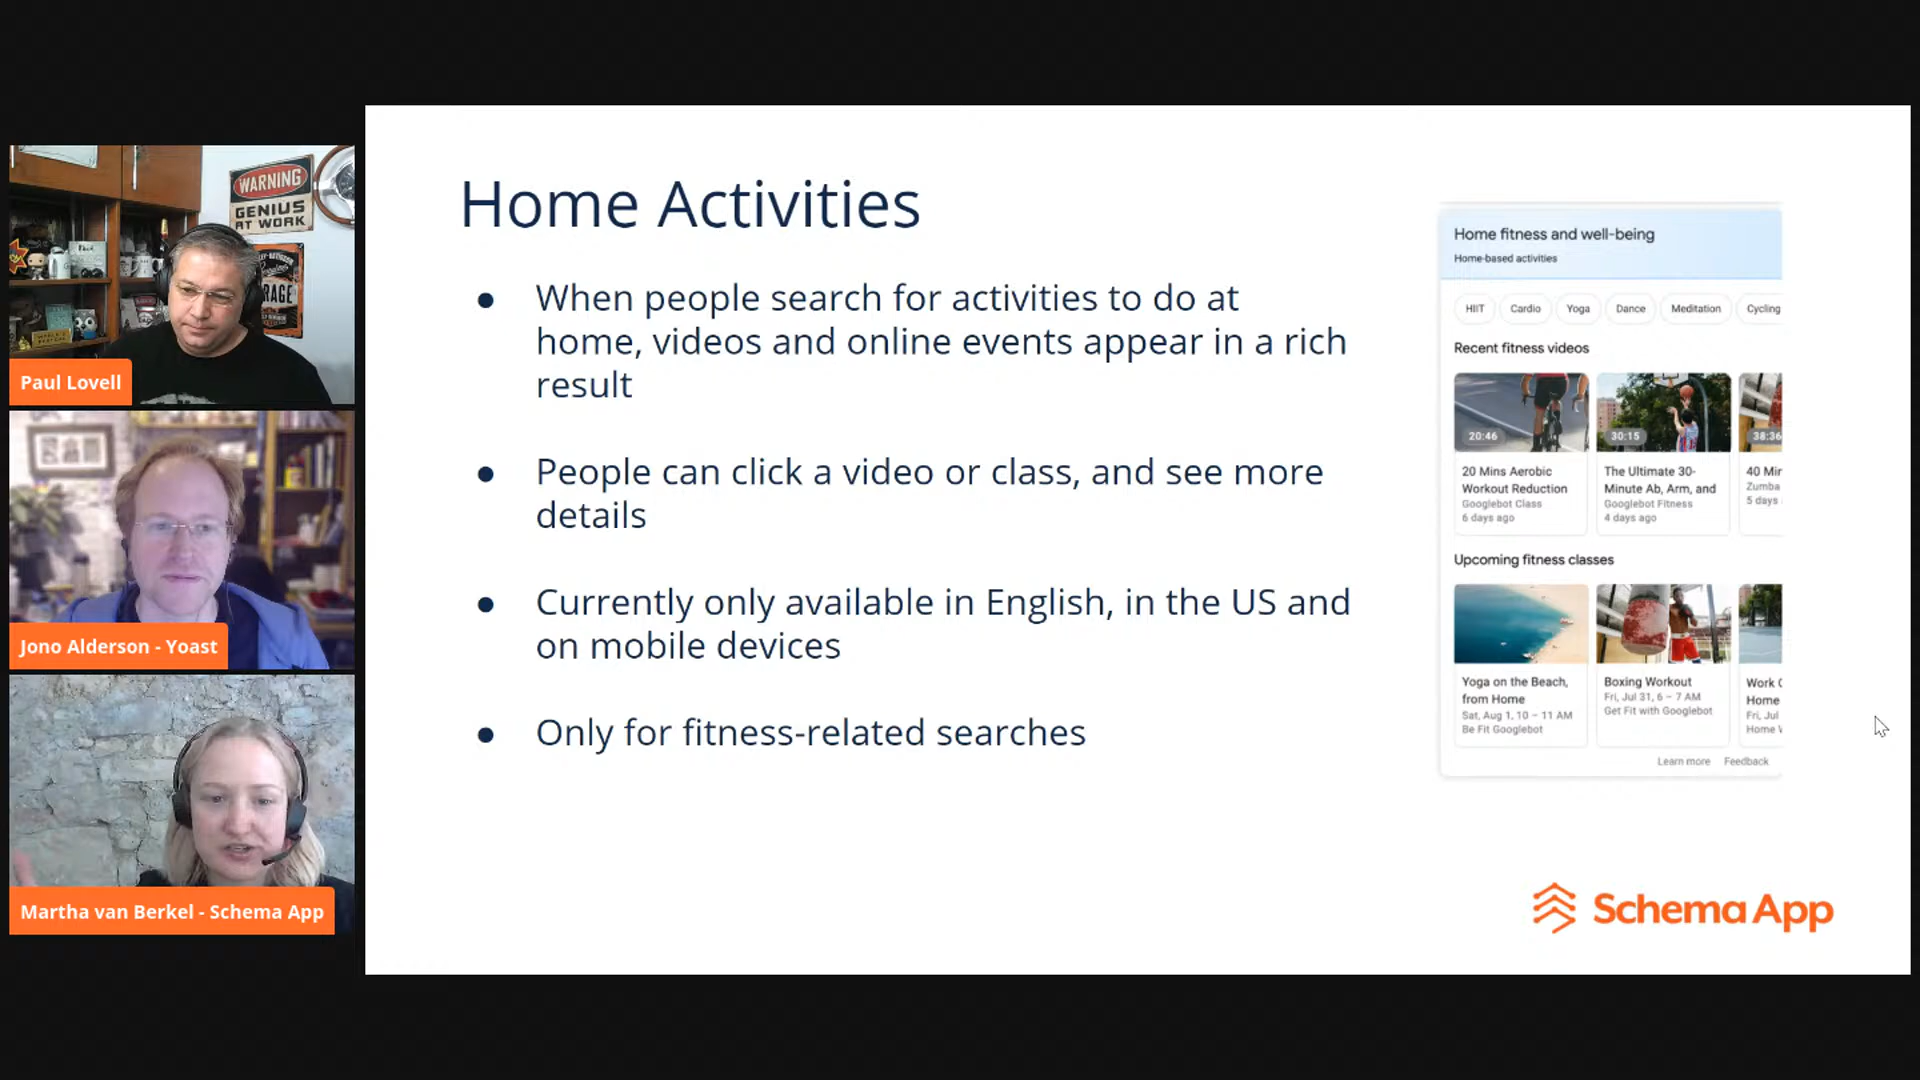 WARNING
GENIUS
AT WORK
Paul Lovell
Jono Alderson - Yoast
Martha van Berkel - Schema App
Home Activities
● When people search for activities to do at
home, videos and online events appear in a rich
result
● People can click a video or class, and see more
details
● Currently only available in English, in the US and
on mobile devices
● Only for fitness-related searches
Home fitness and well-being
Home-based activities
HIIT Cardio Yoga Dance Meditation Cycling
Recent fitness videos
20:46 30:15 38:36
20 Mins Aerobic
Workout Reduction
Googlebot Class
6 days ago
The Ultimate 30-
Minute Ab, Arm, and
Googlebot Fitness
4 days ago
40 Mir
Zumba
5 days
Upcoming fitness classes
Yoga on the Beach,
from Home
Sat, Aug 1, 10 – 11 AM
Be Fit Googlebot
Boxing Workout
Fri, Jul 31, 6 – 7 AM
Get Fit with Googlebot
Work
Home
Fri, Jul
Home
Learn more Feedback
Schema App